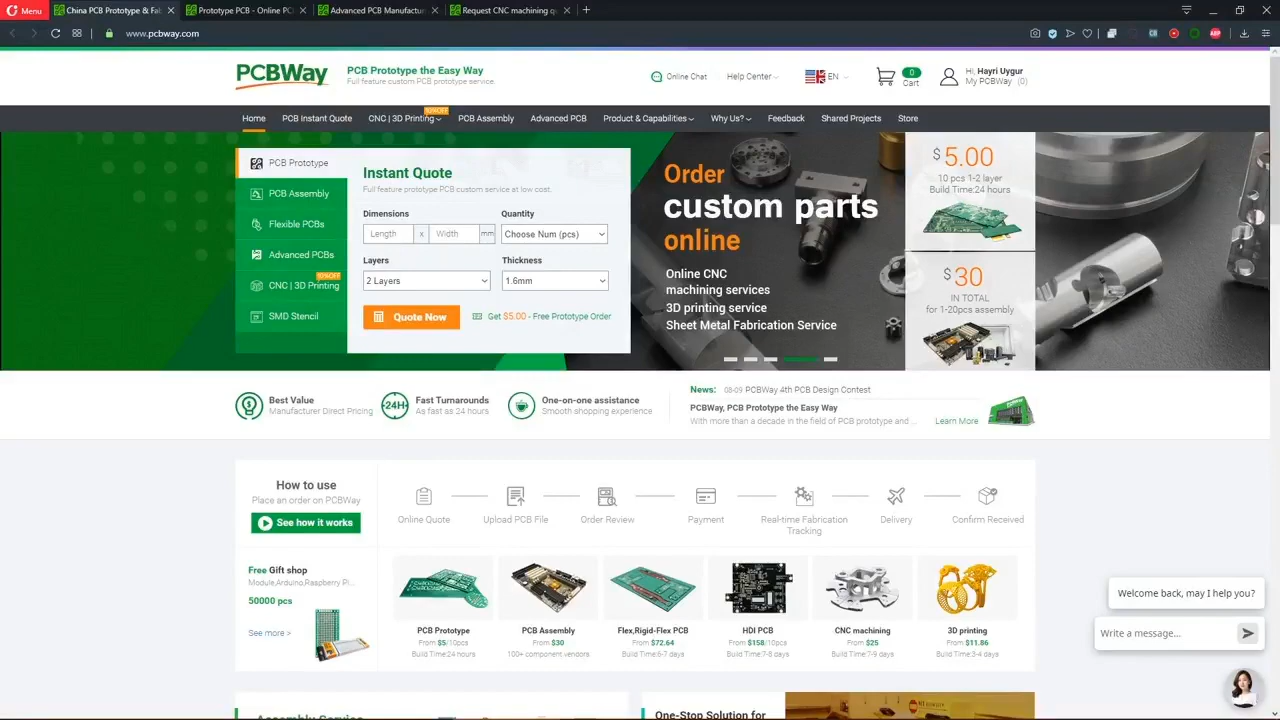 Menu
China PCB Prototype & Fab
Prototype PCB - Online PC
Advanced PCB Manufactur
Request CNC machining q
www.pcbway.com
PCBWay
PCB Prototype the Easy Way
Full feature custom PCB prototype service
Online Chat
Help Center
EN
0
Cart
Hi, Hayri Uygur
My PCBWay (0)
Home
PCB Instant Quote
CNC | 3D Printing
10%OFF
PCB Assembly
Advanced PCB
Product & Capabilities
Why Us?
Feedback
Shared Projects
Store
PCB Prototype
PCB Assembly
Flexible PCBs
Advanced PCBs
10%OFF
CNC | 3D Printing
SMD Stencil
Instant Quote
Full feature prototype PCB custom service at low cost.
Dimensions
Quantity
Length
x
Width
mm
Choose Num (pcs)
Layers
Thickness
2 Layers
1.6mm
Quote Now
Get $5.00 - Free Prototype Order
Order
custom parts
online
Online CNC
machining services
3D printing service
Sheet Metal Fabrication Service
$5.00
10 pcs 1-2 layer
Build Time:24 hours
$30
IN TOTAL
for 1-20pcs assembly
Best Value
Manufacturer Direct Pricing
24H
Fast Turnarounds
As fast as 24 hours
One-on-one assistance
Smooth shopping experience
News:
08-09 PCBWay 4th PCB Design Contest
PCBWay, PCB Prototype the Easy Way
With more than a decade in the field of PCB prototype and ...
Learn More
How to use
Place an order on PCBWay
See how it works
Online Quote
Upload PCB File
Order Review
Payment
Real-time Fabrication
Tracking
Delivery
Confirm Received
Free Gift shop
Module,Arduino,Raspberry Pi...
50000 pcs
See more >
PCB Prototype
From $5/10pcs
Build Time:24 hours
PCB Assembly
From $30
100+ component vendors
Flex,Rigid-Flex PCB
From $72.64
Build Time:6-7 days
HDI PCB
From $158/10pcs
Build Time:7-8 days
CNC machining
From $25
Build Time:7-9 days
3D printing
From $11.86
Build Time:3-4 days
Welcome back, may I help you?
Write a message...
Assembly Service
One-Stop Solution for